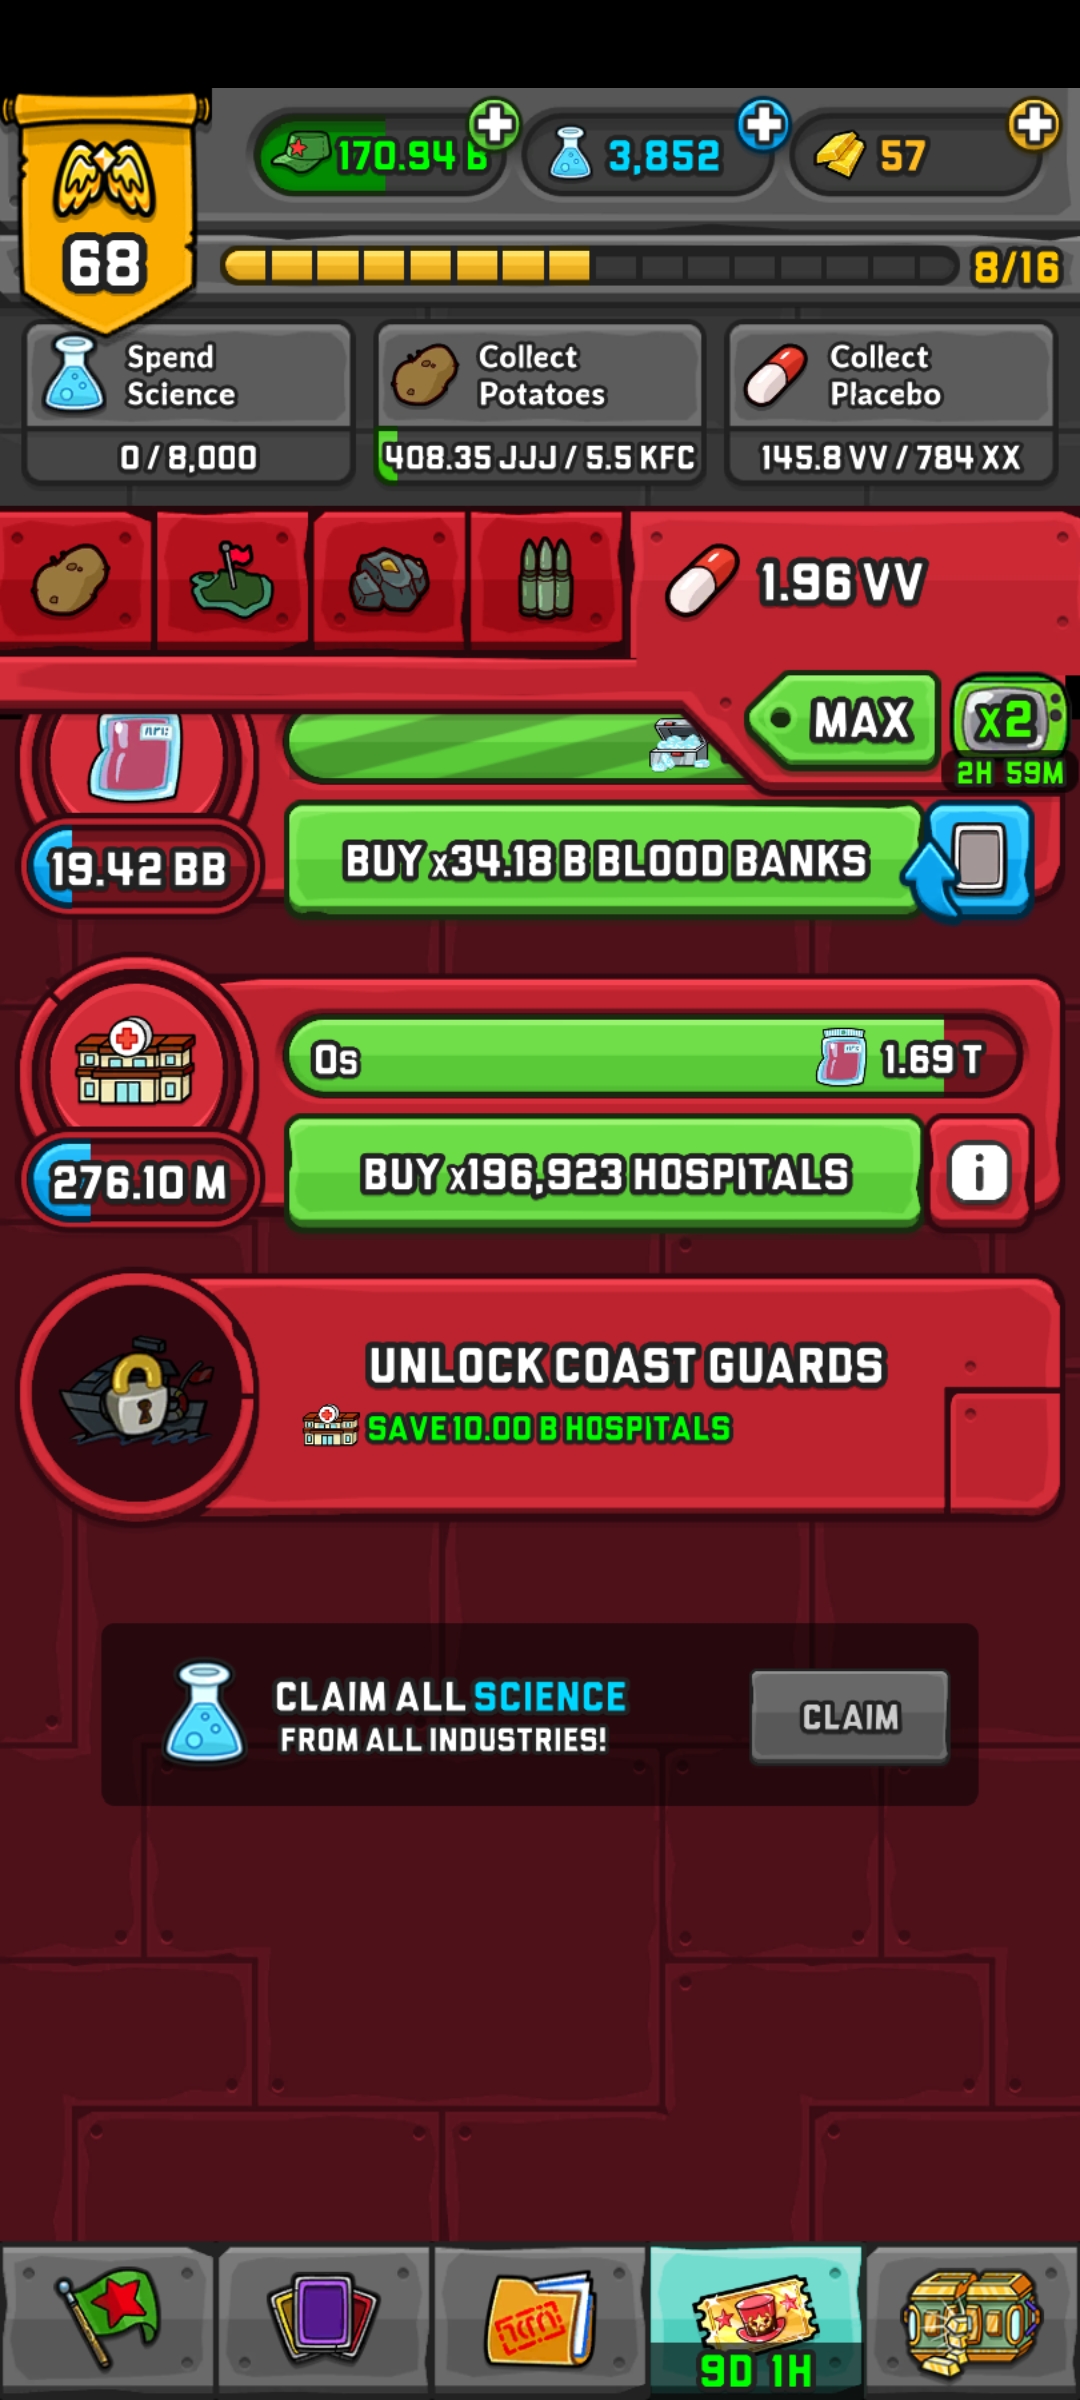 170.94 B
3,852
57
68
8/16
Spend
Science
0 / 8,000
Collect
Potatoes
408.35 JJJ / 5.5 KFC
Collect
Placebo
145.8 VV / 784 XX
1.96 VV
MAX
x2
2H 59M
19.42 BB
BUY x34.18 B BLOOD BANKS
0s
1.69 T
276.10 M
BUY x196,923 HOSPITALS
i
UNLOCK COAST GUARDS
SAVE 10.00 B HOSPITALS
CLAIM ALL SCIENCE
FROM ALL INDUSTRIES!
CLAIM
9D 1H